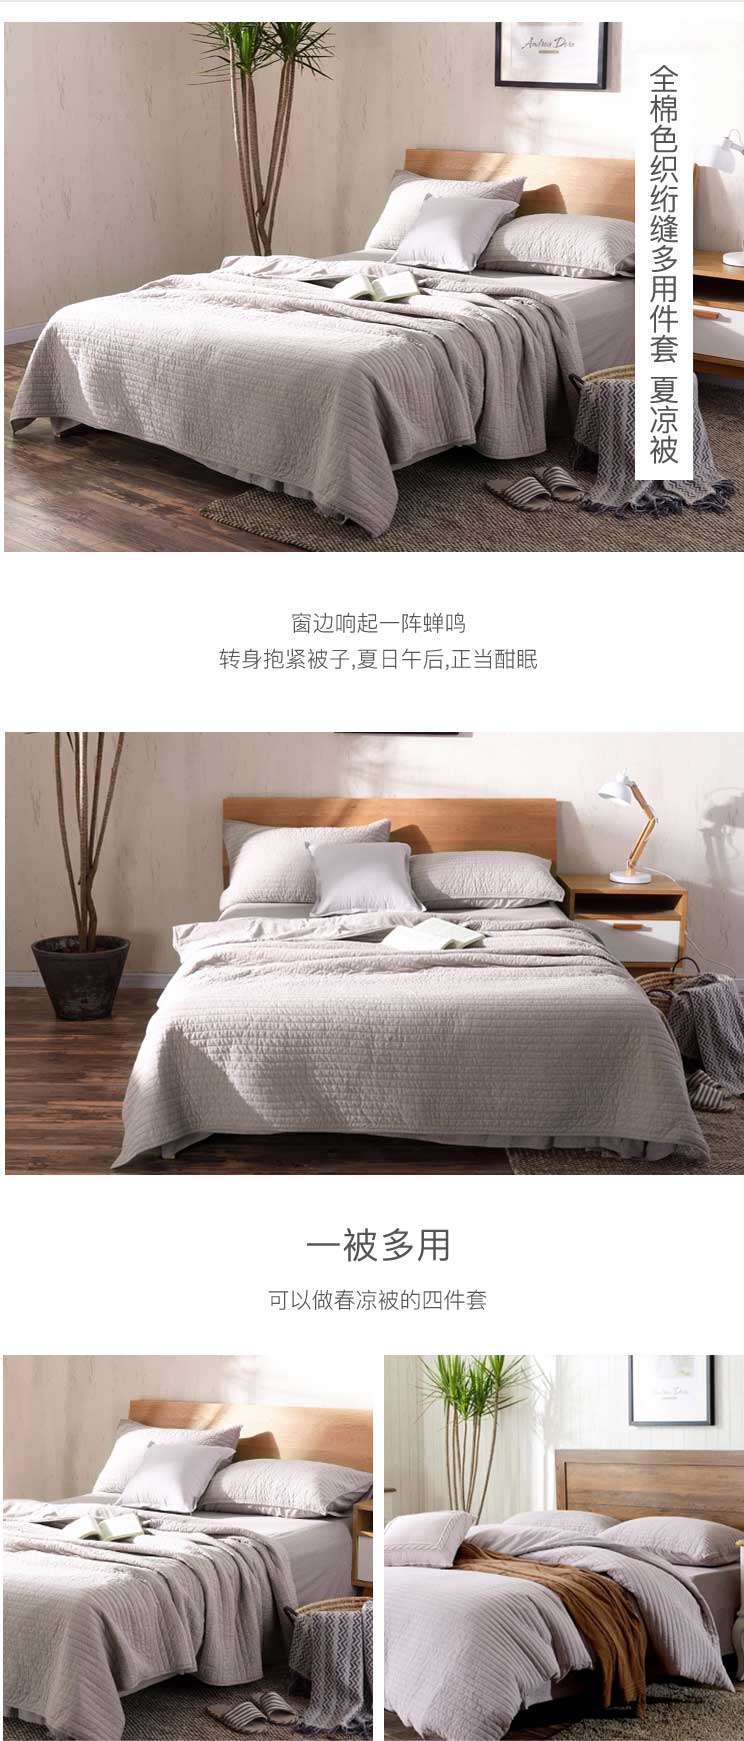 Andrea Dora
全棉色织绗缝多用件套 夏凉被
窗边响起一阵蝉鸣
转身抱紧被子,夏日午后,正当酣眠
一被多用
可以做春凉被的四件套